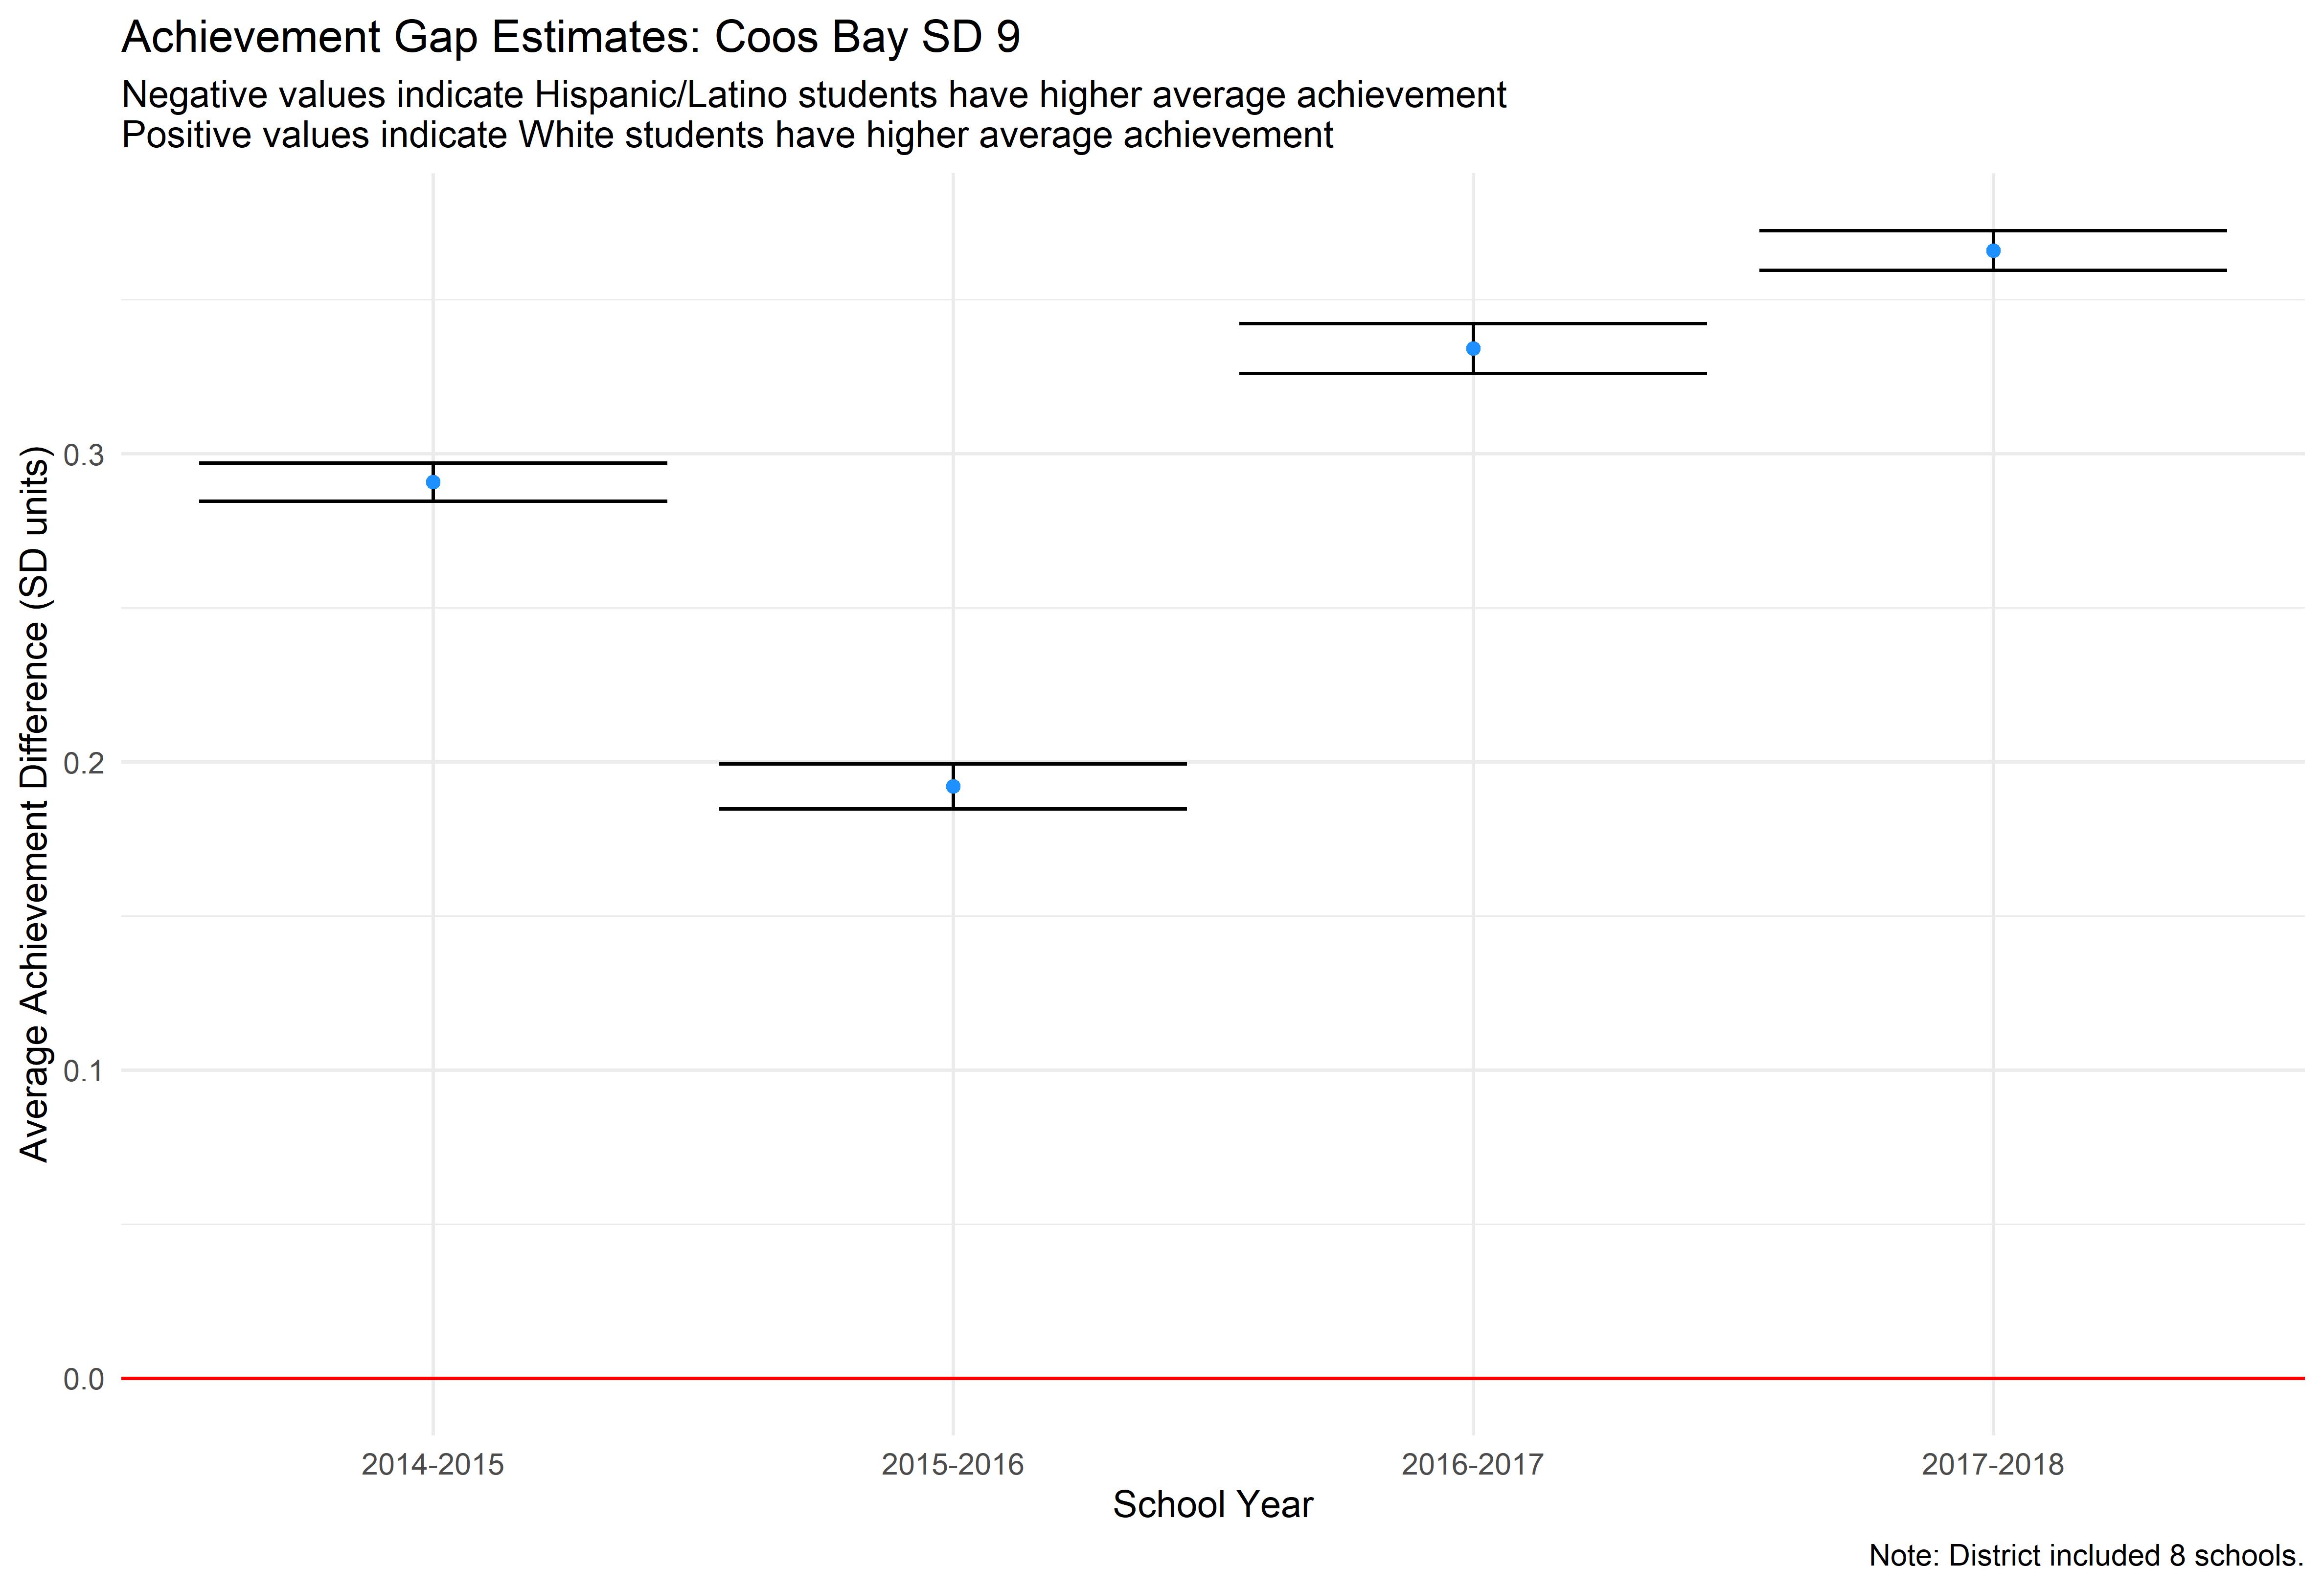 Achievement Gap Estimates: Coos Bay SD 9
Negative values indicate Hispanic/Latino students have higher average achievement
Positive values indicate White students have higher average achievement
Average Achievement Difference (SD units)
0.3
0.2
0.1
0.0
2014-2015
2015-2016
2016-2017
2017-2018
School Year
Note: District included 8 schools.